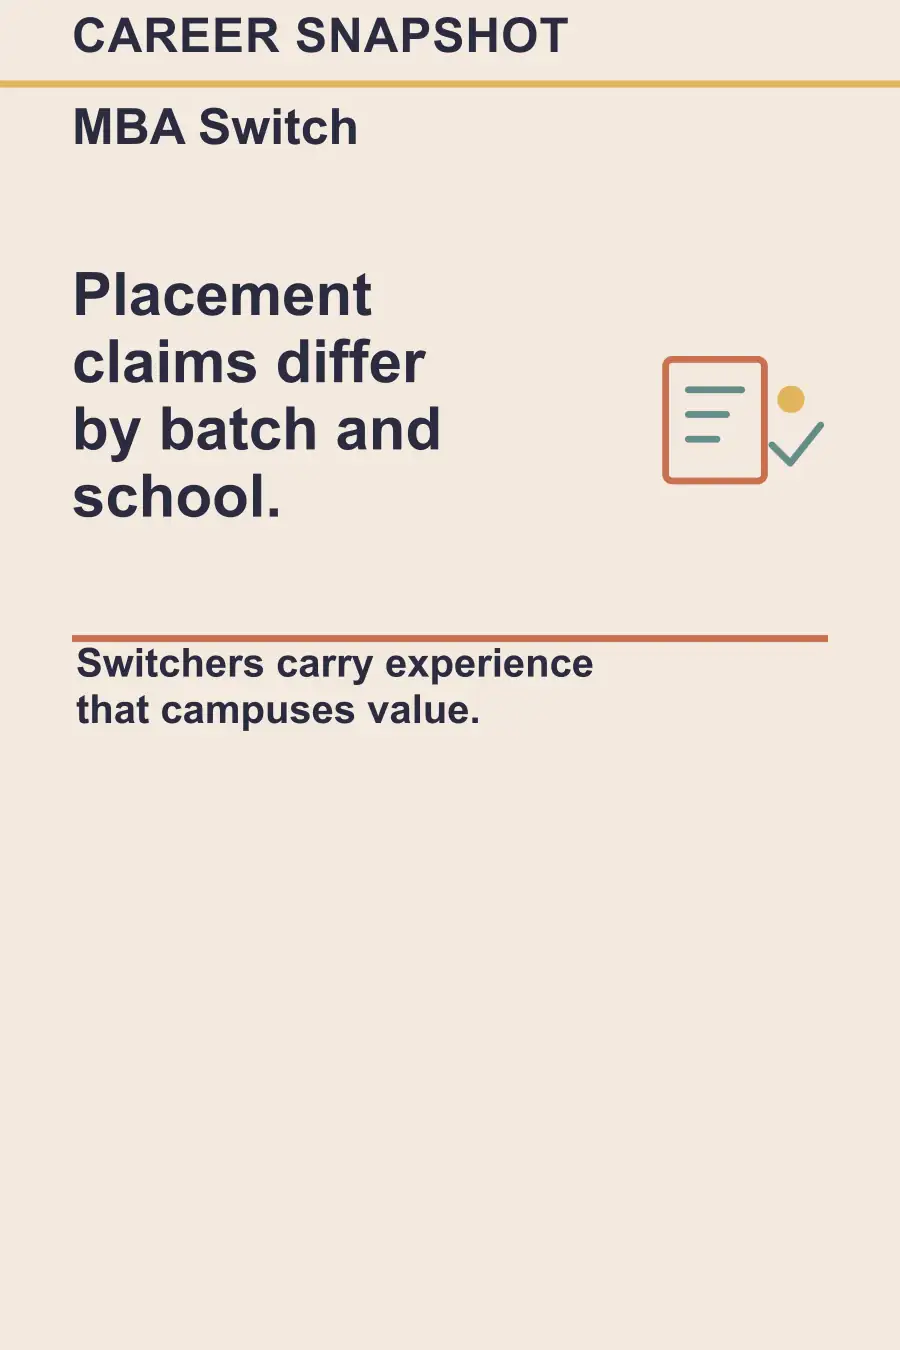 CAREER SNAPSHOT
MBA Switch
Placement
claims differ
by batch and
school.
Switchers carry experience
that campuses value.